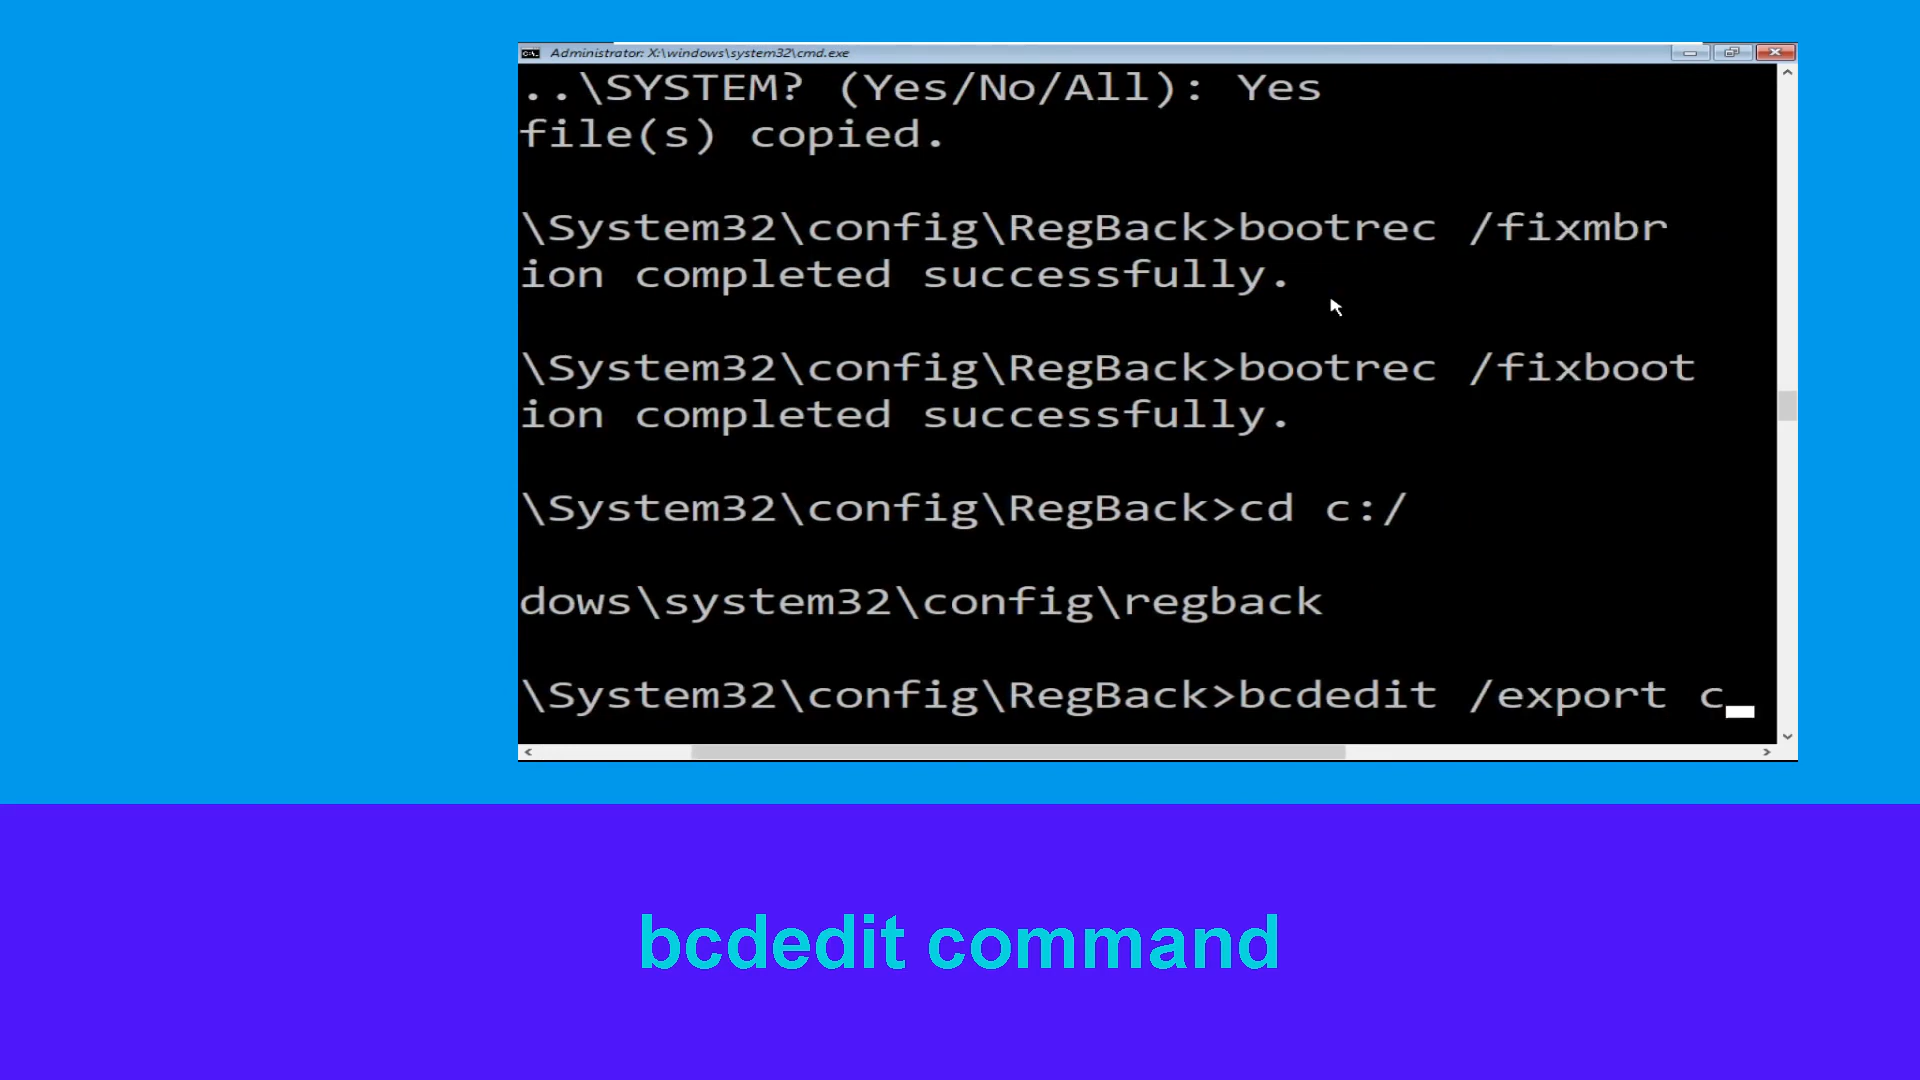 Administrator: X:\windows\system32\cmd.exe
..\SYSTEM? (Yes/No/All): Yes
file(s) copied.
\System32\config\RegBack>bootrec /fixmbr
ion completed successfully.
\System32\config\RegBack>bootrec /fixboot
ion completed successfully.
\System32\config\RegBack>cd c:/
dows\system32\config\regback
\System32\config\RegBack>bcdedit /export c
bcdedit command